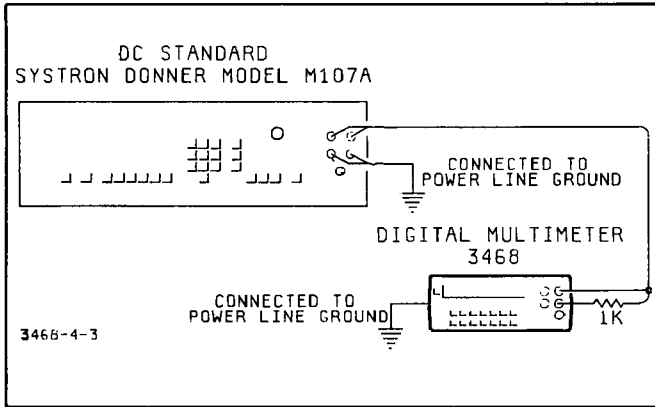 DC STANDARD
SYSTRON DONNER MODEL M107A
CONNECTED TO
POWER LINE GROUND
DIGITAL MULTIMETER
3468
CONNECTED TO
POWER LINE GROUND
1K
3468-4-3